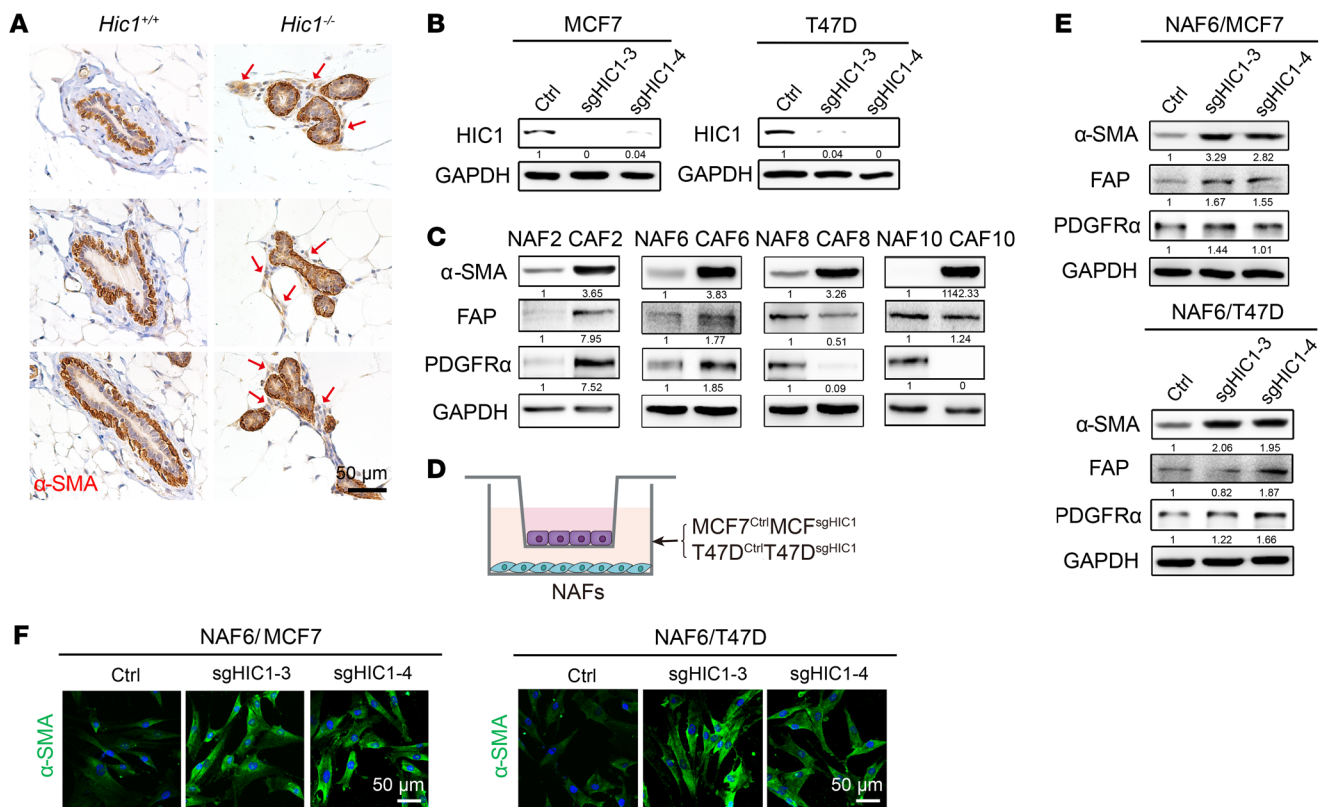 A
Hic1+/+ Hic1-/-
α-SMA
50 µm
B
MCF7 T47D
Ctrl sgHIC1-3 sgHIC1-4 Ctrl sgHIC1-3 sgHIC1-4
HIC1 HIC1
1 0 0.04 1 0.04 0
GAPDH GAPDH
C
NAF2 CAF2 NAF6 CAF6 NAF8 CAF8 NAF10 CAF10
α-SMA
1 3.65 1 3.83 1 3.26 1 1142.33
FAP
1 7.95 1 1.77 1 0.51 1 1.24
PDGFRα
1 7.52 1 1.85 1 0.09 1 0
GAPDH
D
MCF7Ctrl MCFsgHIC1
T47DCtrl T47DsgHIC1
NAFs
E
NAF6/MCF7
Ctrl sgHIC1-3 sgHIC1-4
α-SMA
1 3.29 2.82
FAP
1 1.67 1.55
PDGFRα
1 1.44 1.01
GAPDH
NAF6/T47D
Ctrl sgHIC1-3 sgHIC1-4
α-SMA
1 2.06 1.95
FAP
1 0.82 1.87
PDGFRα
1 1.22 1.66
GAPDH
F
NAF6/MCF7 NAF6/T47D
Ctrl sgHIC1-3 sgHIC1-4 Ctrl sgHIC1-3 sgHIC1-4
α-SMA α-SMA
50 µm 50 µm